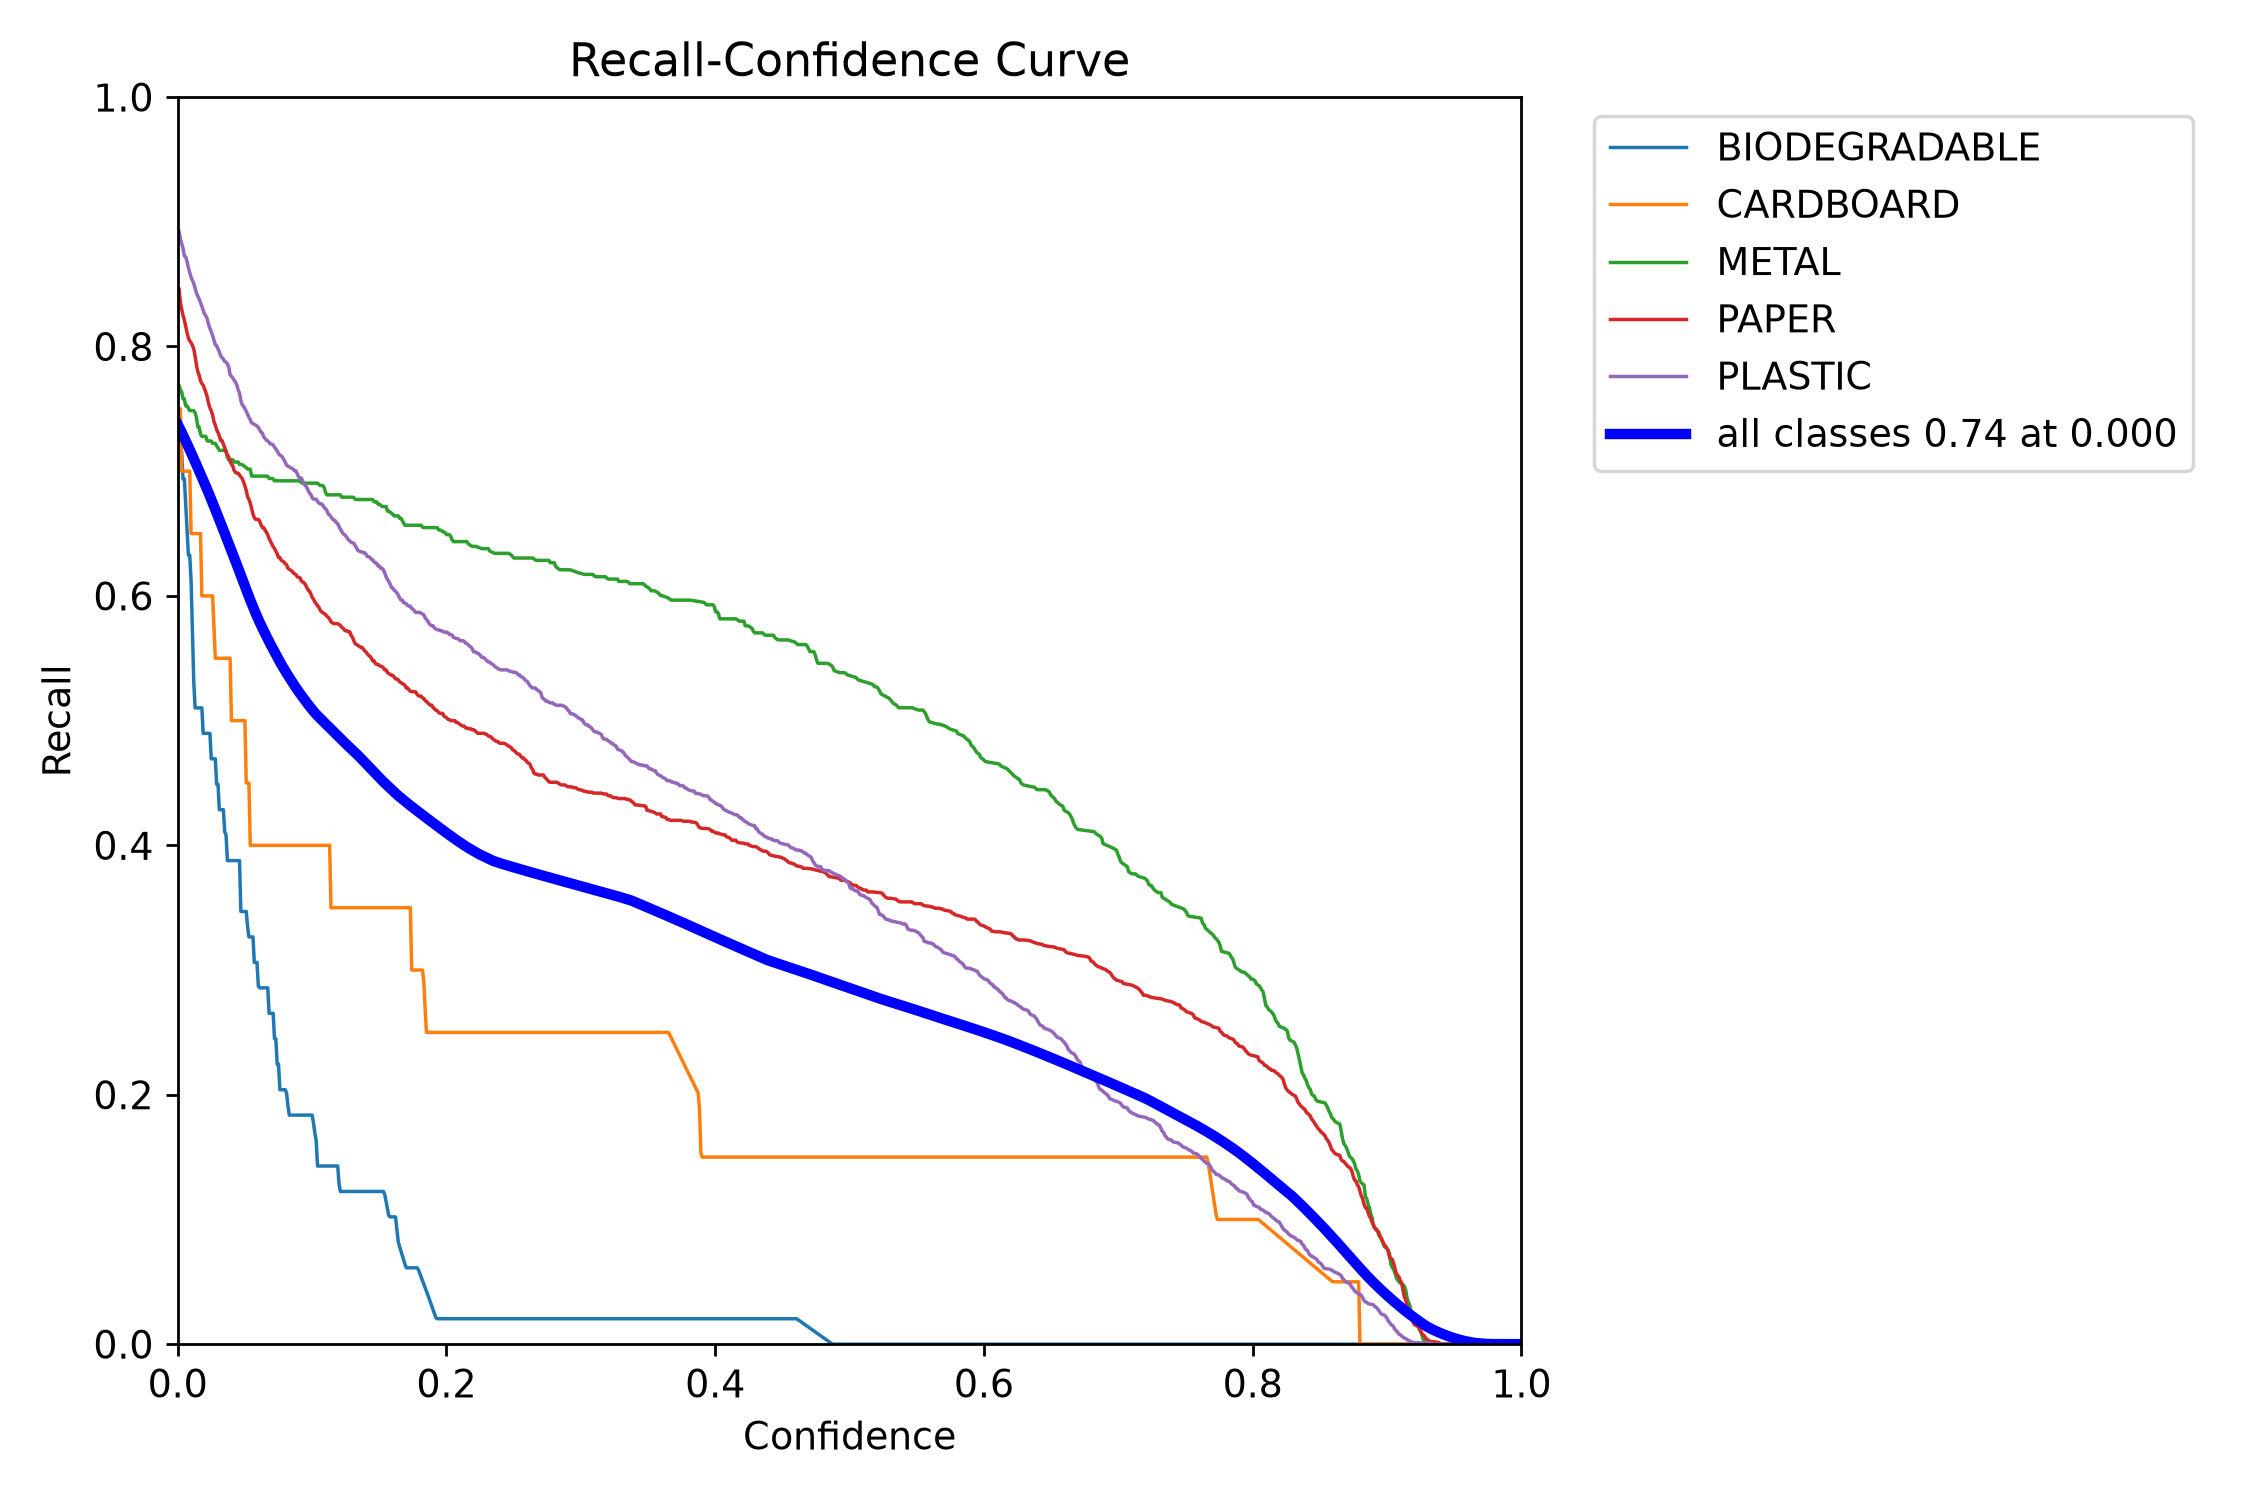 Recall-Confidence Curve
1.0
0.8
0.6
0.4
0.2
0.0
Recall
0.0 0.2 0.4 0.6 0.8 1.0
Confidence
BIODEGRADABLE
CARDBOARD
METAL
PAPER
PLASTIC
all classes 0.74 at 0.000